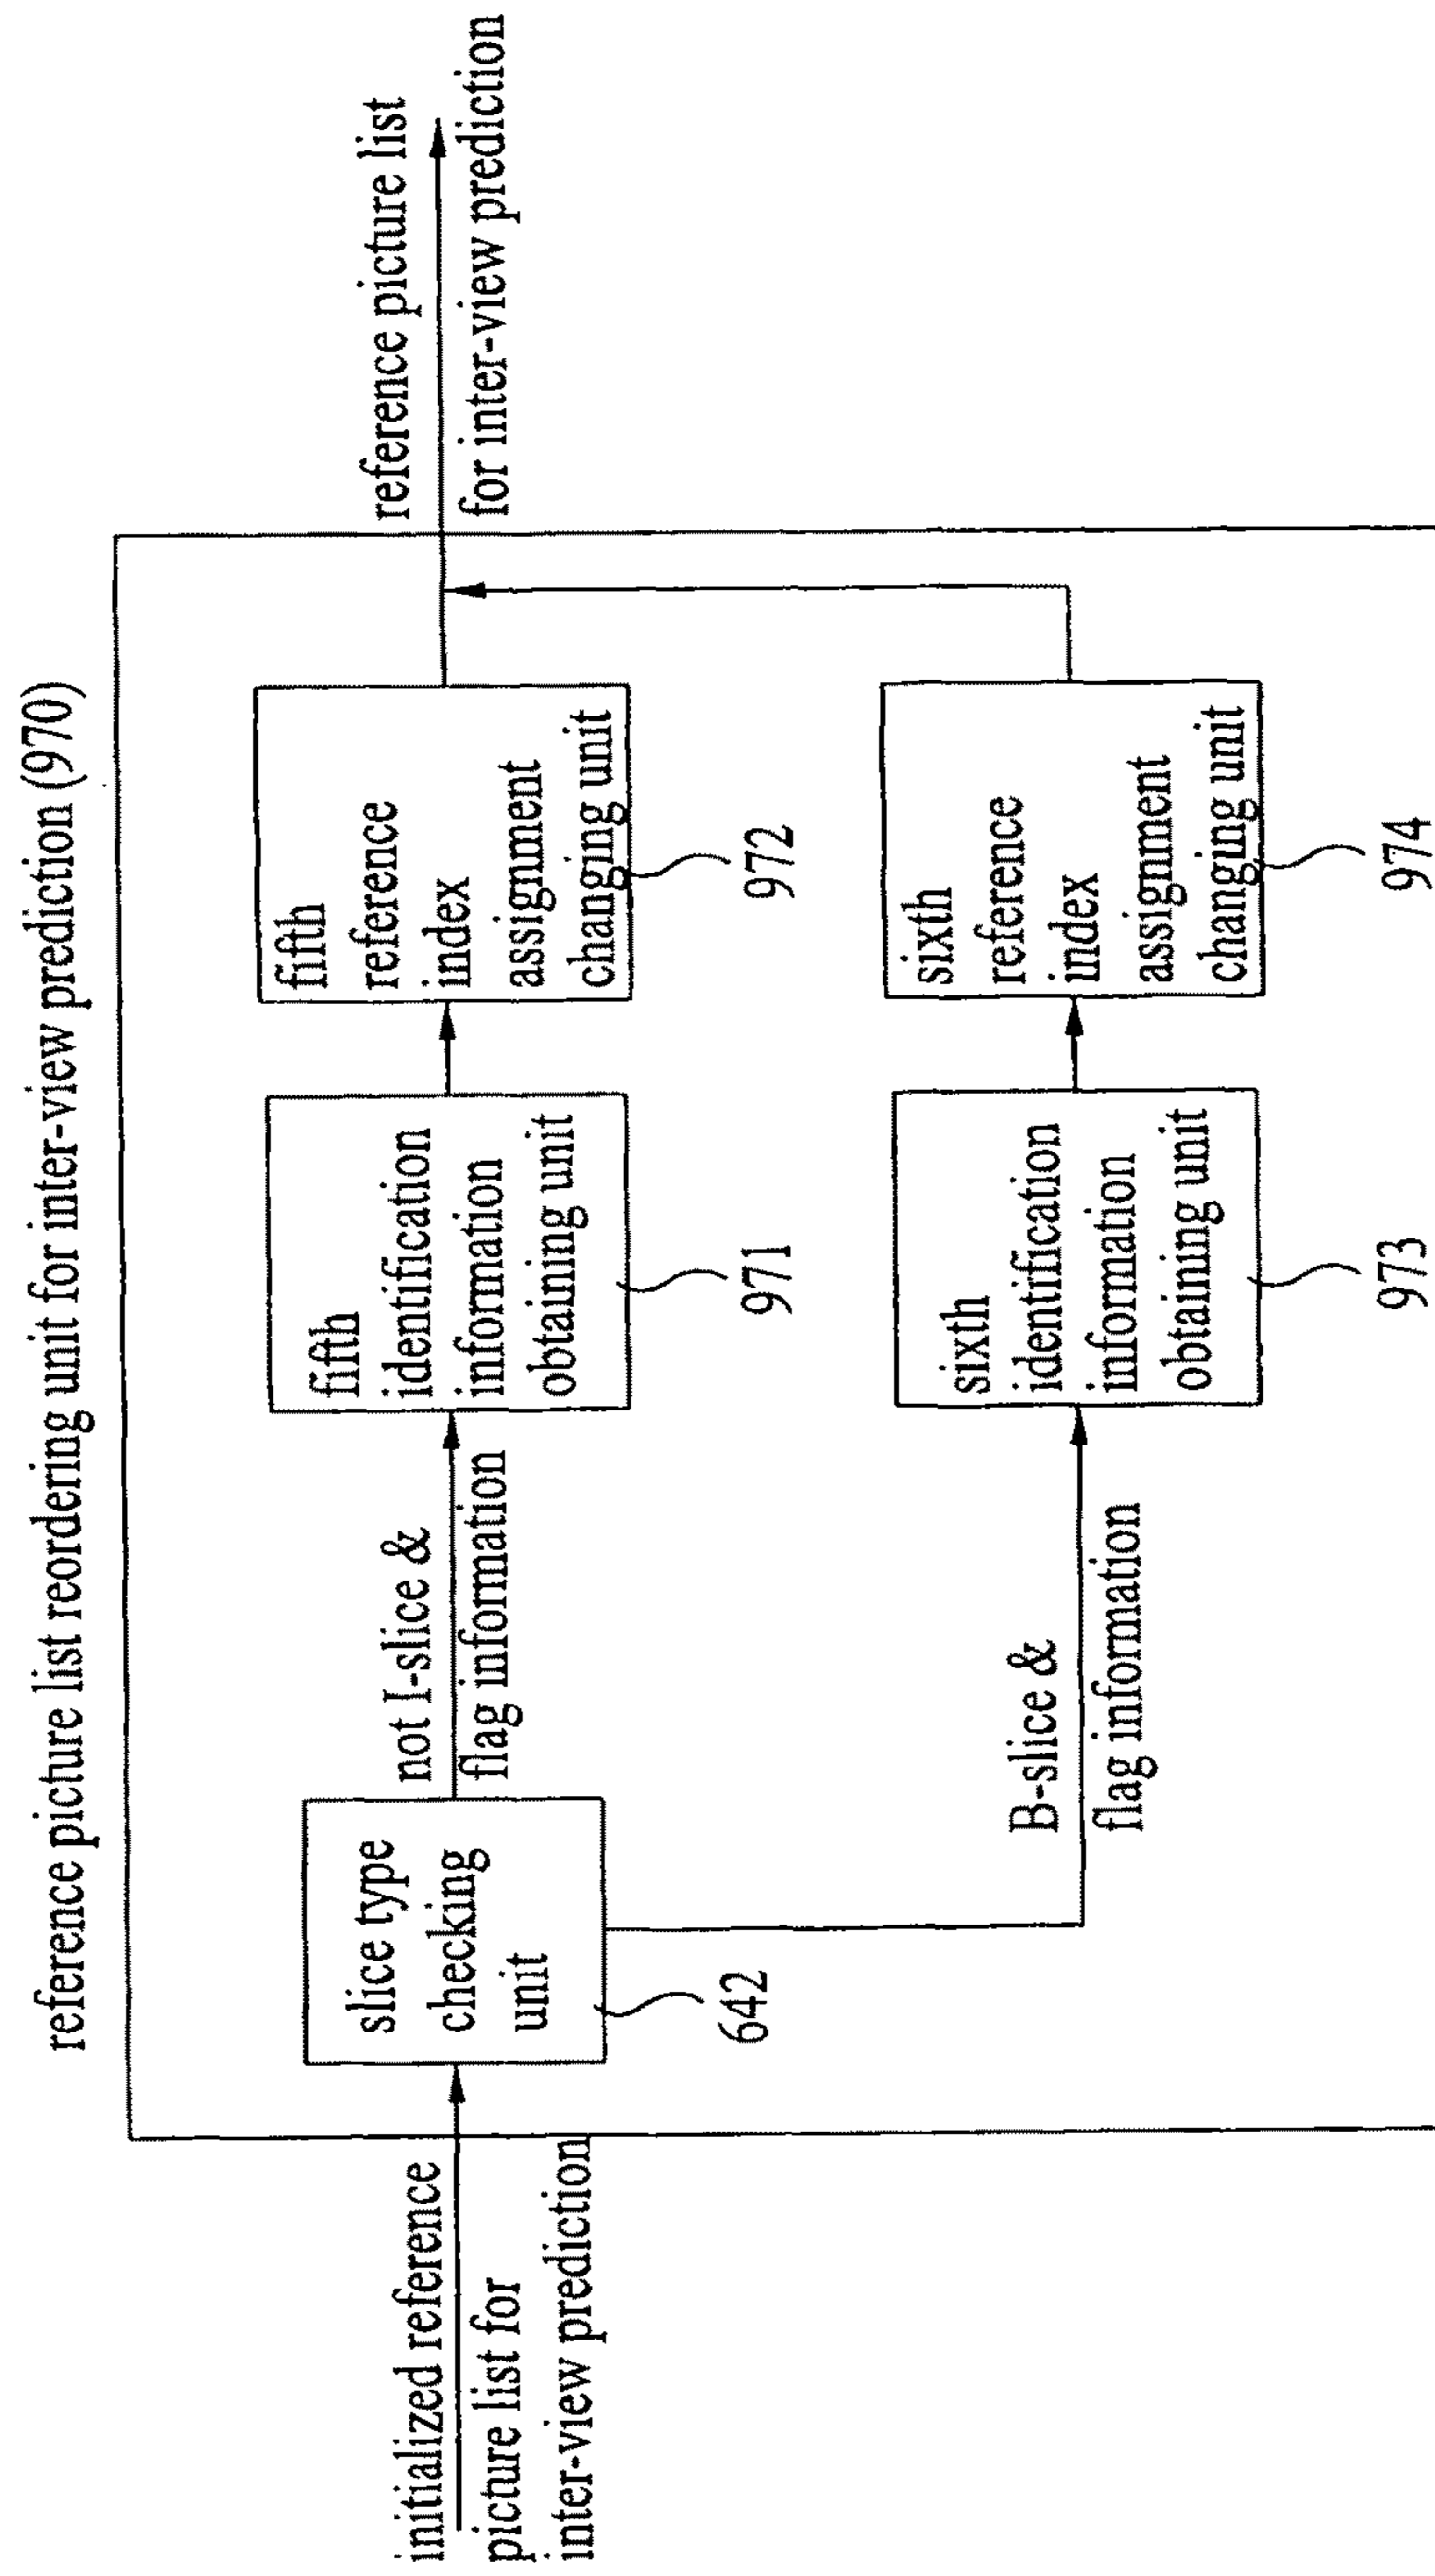 reference picture list reordering unit for inter-view prediction (970)
initialized reference
picture list for
inter-view prediction
slice type
checking
unit
642
not I-slice &
flag information
B-slice &
flag information
fifth
identification
information
obtaining unit
971
fifth
reference
index
assignment
changing unit
972
sixth
identification
information
obtaining unit
973
sixth
reference
index
assignment
changing unit
974
reference picture list
for inter-view prediction